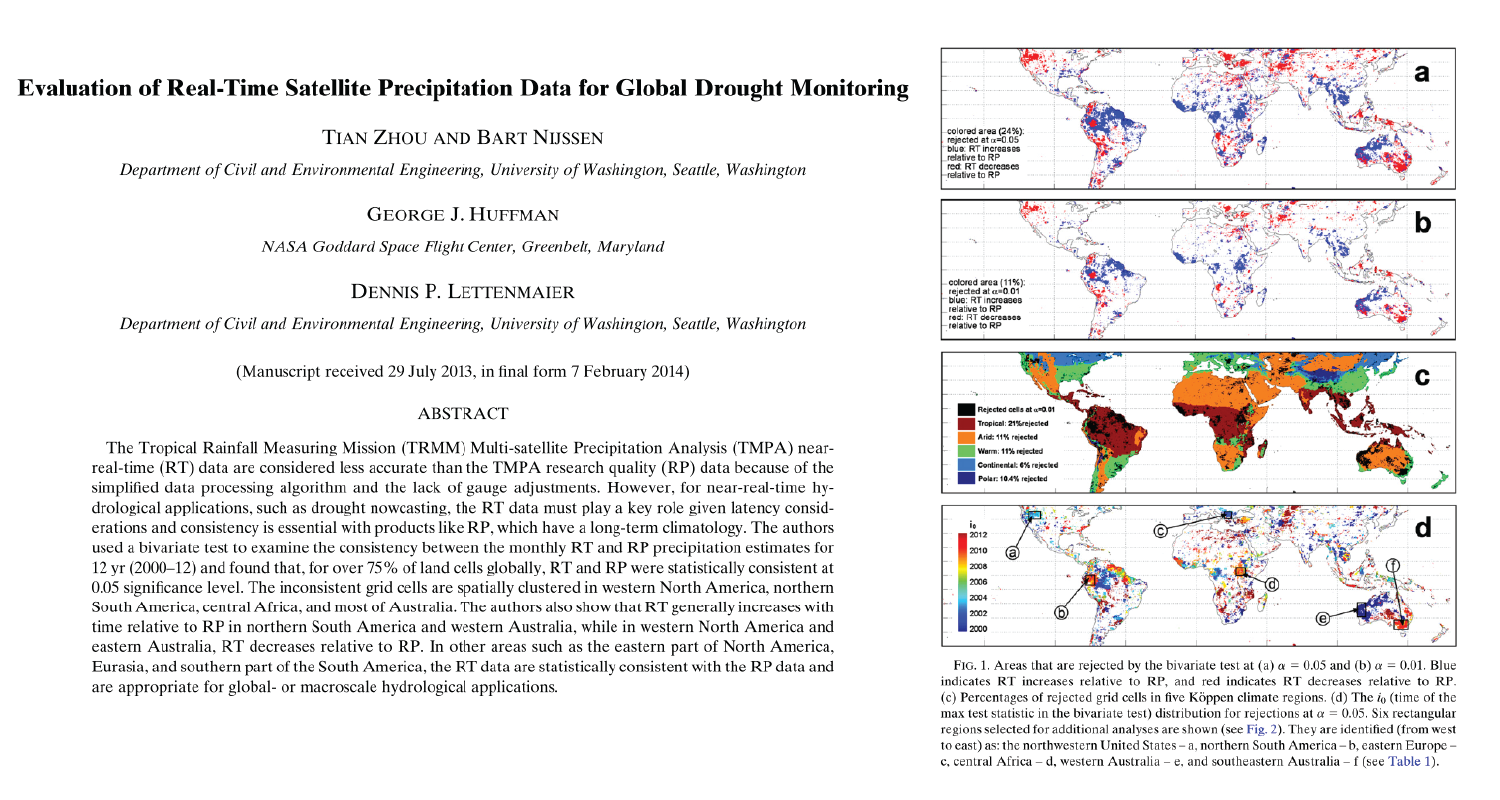 Evaluation of Real-Time Satellite Precipitation Data for Global Drought Monitoring
TIAN ZHOU AND BART NIJSSEN
Department of Civil and Environmental Engineering, University of Washington, Seattle, Washington
GEORGE J. HUFFMAN
NASA Goddard Space Flight Center, Greenbelt, Maryland
DENNIS P. LETTENMAIER
Department of Civil and Environmental Engineering, University of Washington, Seattle, Washington
(Manuscript received 29 July 2013, in final form 7 February 2014)
ABSTRACT
The Tropical Rainfall Measuring Mission (TRMM) Multi-satellite Precipitation Analysis (TMPA) near-
real-time (RT) data are considered less accurate than the TMPA research quality (RP) data because of the
simplified data processing algorithm and the lack of gauge adjustments. However, for near-real-time hy-
drological applications, such as drought nowcasting, the RT data must play a key role given latency consid-
erations and consistency is essential with products like RP, which have a long-term climatology. The authors
used a bivariate test to examine the consistency between the monthly RT and RP precipitation estimates for
12 yr (2000–12) and found that, for over 75% of land cells globally, RT and RP were statistically consistent at
0.05 significance level. The inconsistent grid cells are spatially clustered in western North America, northern
South America, central Africa, and most of Australia. The authors also show that RT generally increases with
time relative to RP in northern South America and western Australia, while in western North America and
eastern Australia, RT decreases relative to RP. In other areas such as the eastern part of North America,
Eurasia, and southern part of the South America, the RT data are statistically consistent with the RP data and
are appropriate for global- or macroscale hydrological applications.
a
colored area (24%):
rejected at α=0.05
blue: RT increases
relative to RP
red: RT decreases
relative to RP
b
colored area (11%):
rejected at α=0.01
blue: RT increases
relative to RP
red: RT decreases
relative to RP
c
Rejected cells at α=0.01
Tropical: 21%rejected
Arid: 11% rejected
Warm: 11% rejected
Continental: 6% rejected
Polar: 10.4% rejected
d
i0
2012
2010
2008
2006
2004
2002
2000
a
b
c
d
e
f
FIG. 1. Areas that are rejected by the bivariate test at (a) α = 0.05 and (b) α = 0.01. Blue
indicates RT increases relative to RP, and red indicates RT decreases relative to RP.
(c) Percentages of rejected grid cells in five Köppen climate regions. (d) The i0 (time of the
max test statistic in the bivariate test) distribution for rejections at α = 0.05. Six rectangular
regions selected for additional analyses are shown (see Fig. 2). They are identified (from west
to east) as: the northwestern United States – a, northern South America – b, eastern Europe –
c, central Africa – d, western Australia – e, and southeastern Australia – f (see Table 1).